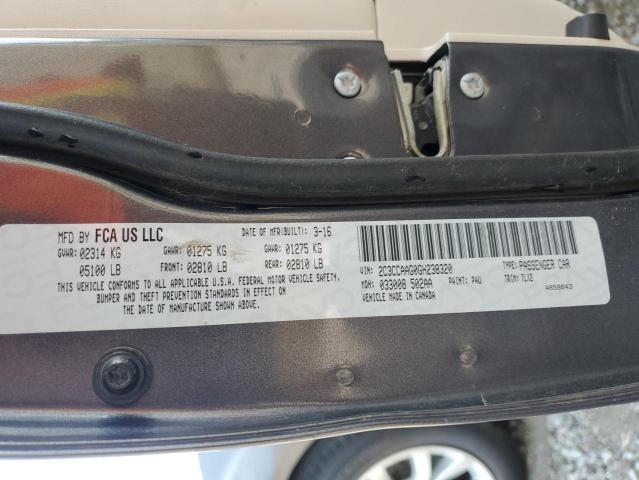 MFD BY FCA US LLC DATE OF MFR(BUILT): 3-16
GVWR: 02314 KG GAWR: 01275 KG GAWR: 01275 KG
05100 LB FRONT: 02810 LB REAR: 02810 LB
THIS VEHICLE CONFORMS TO ALL APPLICABLE U.S.A. FEDERAL MOTOR VEHICLE SAFETY,
BUMPER AND THEFT PREVENTION STANDARDS IN EFFECT ON
THE DATE OF MANUFACTURE SHOWN ABOVE.
VIN: 2C3CCAAG0GH238320 TYPE: PASSENGER CAR
MDH: 033008 502AA PAINT: PAU TRIM: TLX2
VEHICLE MADE IN CANADA 4658843